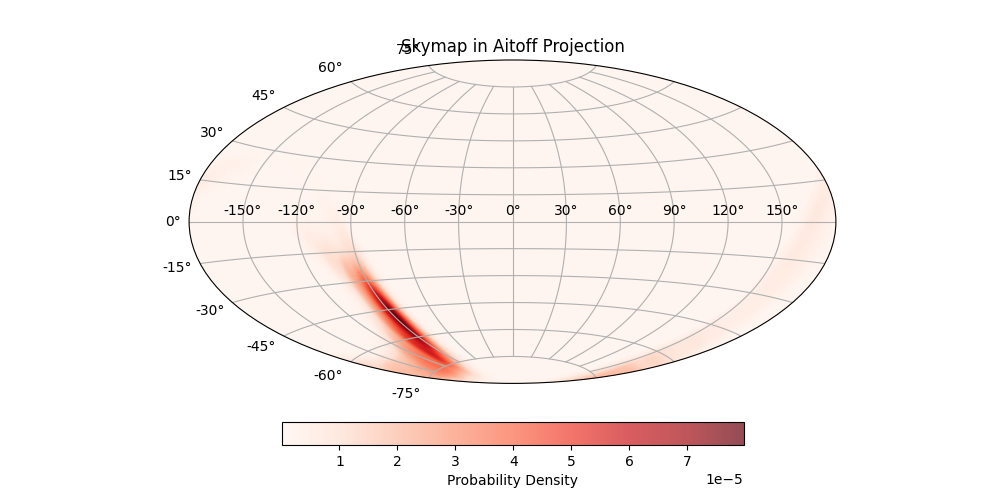 Skymap in Aitoff Projection
75°
60°
45°
30°
15°
-150° -120° -90° -60° -30° 0° 30° 60° 90° 120° 150°
0°
-15°
-30°
-45°
-60°
-75°
1 2 3 4 5 6 7
1e−5
Probability Density